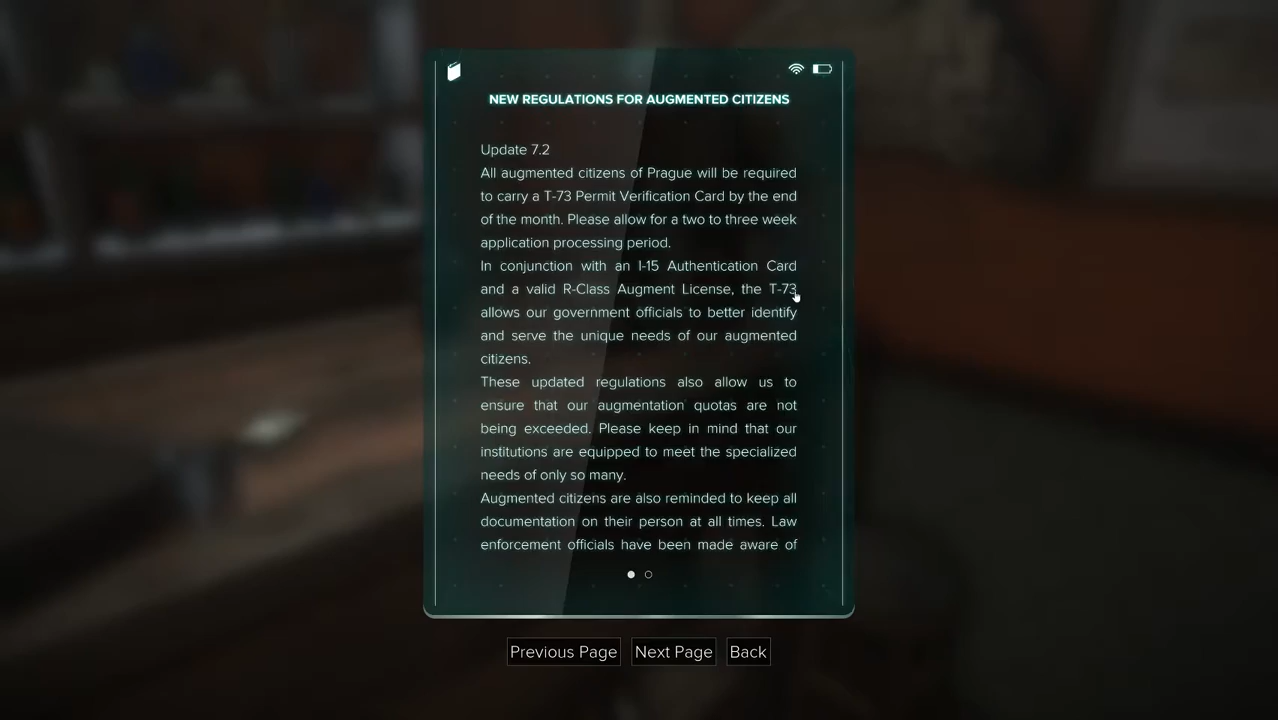 NEW REGULATIONS FOR AUGMENTED CITIZENS
Update 7.2
All augmented citizens of Prague will be required
to carry a T-73 Permit Verification Card by the end
of the month. Please allow for a two to three week
application processing period.
In conjunction with an I-15 Authentication Card
and a valid R-Class Augment License, the T-73
allows our government officials to better identify
and serve the unique needs of our augmented
citizens.
These updated regulations also allow us to
ensure that our augmentation quotas are not
being exceeded. Please keep in mind that our
institutions are equipped to meet the specialized
needs of only so many.
Augmented citizens are also reminded to keep all
documentation on their person at all times. Law
enforcement officials have been made aware of
Previous Page Next Page Back